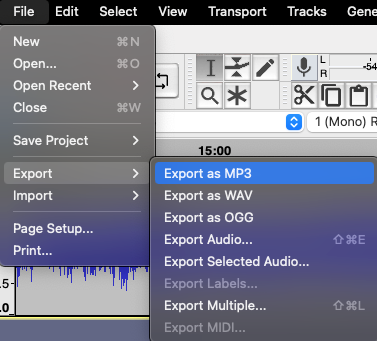 File Edit Select View Transport Tracks Gene
New ⌘N
Open... ⌘O
Open Recent
Close ⌘W
Save Project
Export
Import
Page Setup...
Print...
L
R
-54
1 (Mono) R
15:00
Export as MP3
Export as WAV
Export as OGG
Export Audio... ⇧⌘E
Export Selected Audio...
Export Labels...
Export Multiple... ⇧⌘L
Export MIDI...
.5-
.0